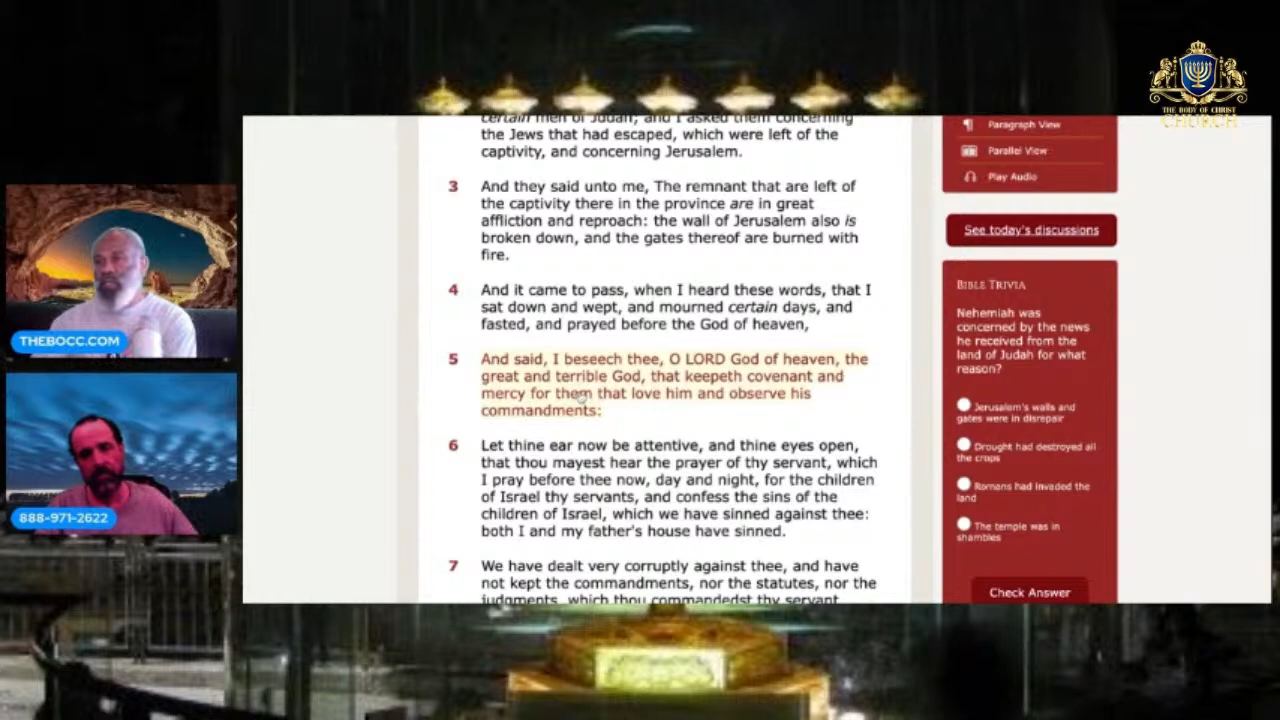 THE BODY OF CHRIST
CHURCH
certain men of Judah; and I asked them concerning
the Jews that had escaped, which were left of the
captivity, and concerning Jerusalem.
3 And they said unto me, The remnant that are left of
the captivity there in the province are in great
affliction and reproach: the wall of Jerusalem also is
broken down, and the gates thereof are burned with
fire.
4 And it came to pass, when I heard these words, that I
sat down and wept, and mourned certain days, and
fasted, and prayed before the God of heaven,
5 And said, I beseech thee, O LORD God of heaven, the
great and terrible God, that keepeth covenant and
mercy for them that love him and observe his
commandments:
6 Let thine ear now be attentive, and thine eyes open,
that thou mayest hear the prayer of thy servant, which
I pray before thee now, day and night, for the children
of Israel thy servants, and confess the sins of the
children of Israel, which we have sinned against thee:
both I and my father's house have sinned.
7 We have dealt very corruptly against thee, and have
not kept the commandments, nor the statutes, nor the
judgments, which thou commandedst thy servant
Paragraph View
Parallel View
Play Audio
See today's discussions
BIBLE TRIVIA
Nehemiah was
concerned by the news
he received from the
land of Judah for what
reason?
Jerusalem's walls and
gates were in disrepair
Drought had destroyed all
the crops
Romans had invaded the
land
The temple was in
shambles
Check Answer
THEBOCC.COM
888-971-2622